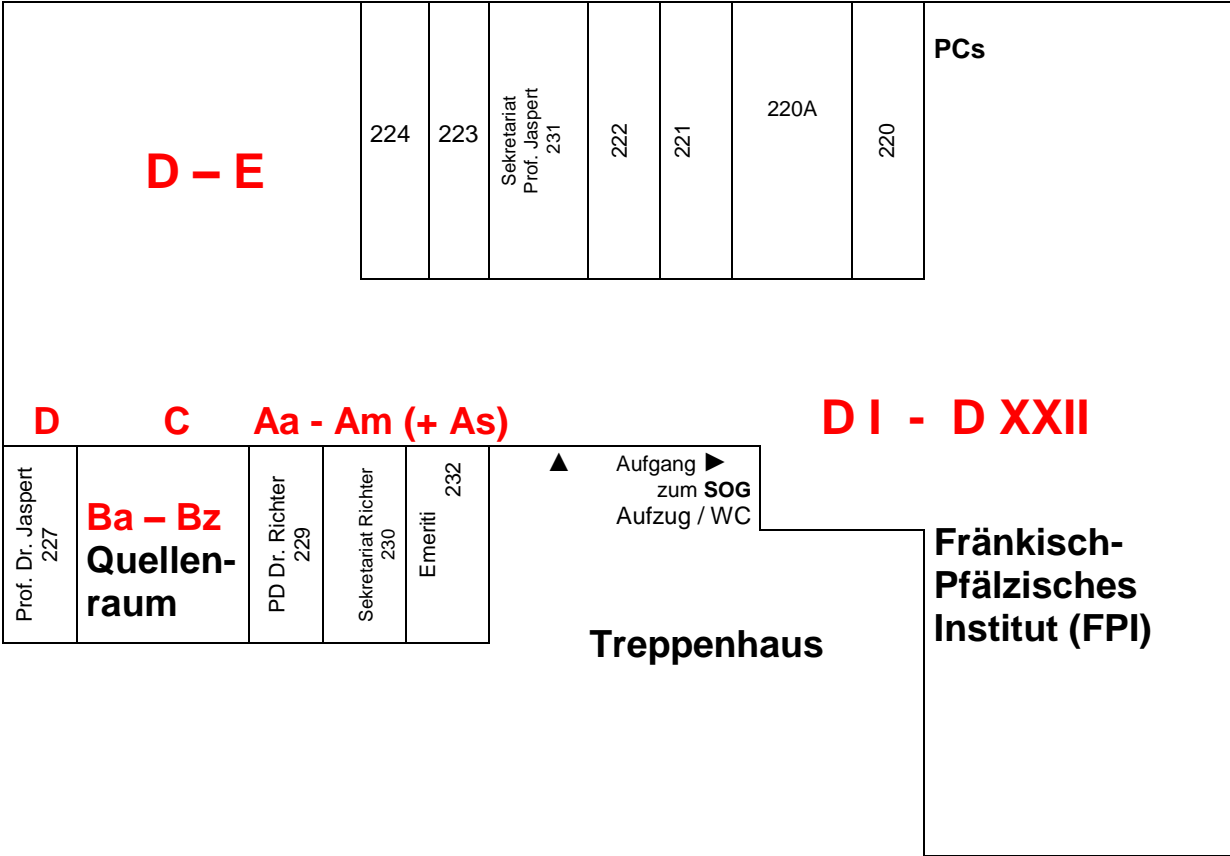 PCs
224
223
Sekretariat
Prof. Jaspert
231
222
221
220A
220
D – E
D
C
Aa - Am (+ As)
D I - D XXII
Prof. Dr. Jaspert
227
Ba – Bz
Quellen-
raum
PD Dr. Richter
229
Sekretariat Richter
230
Emeriti
232
▲
Aufgang ►
zum SOG
Aufzug / WC
Treppenhaus
Fränkisch-
Pfälzisches
Institut (FPI)